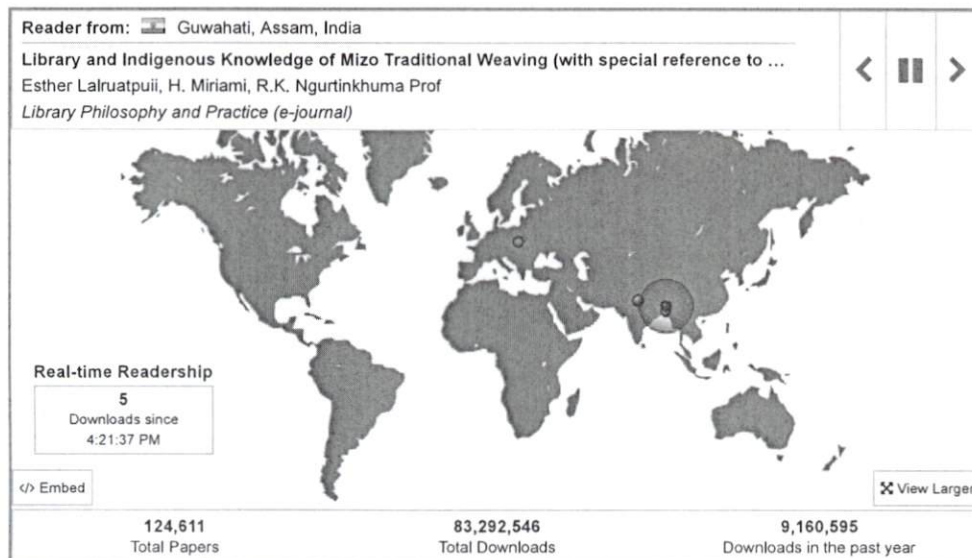 Reader from: Guwahati, Assam, India
Library and Indigenous Knowledge of Mizo Traditional Weaving (with special reference to ...
Esther Lalruatpuii, H. Miriami, R.K. Ngurtinkhuma Prof
Library Philosophy and Practice (e-journal)
Real-time Readership
5
Downloads since
4:21:37 PM
</> Embed
View Larger
124,611 83,292,546 9,160,595
Total Papers Total Downloads Downloads in the past year